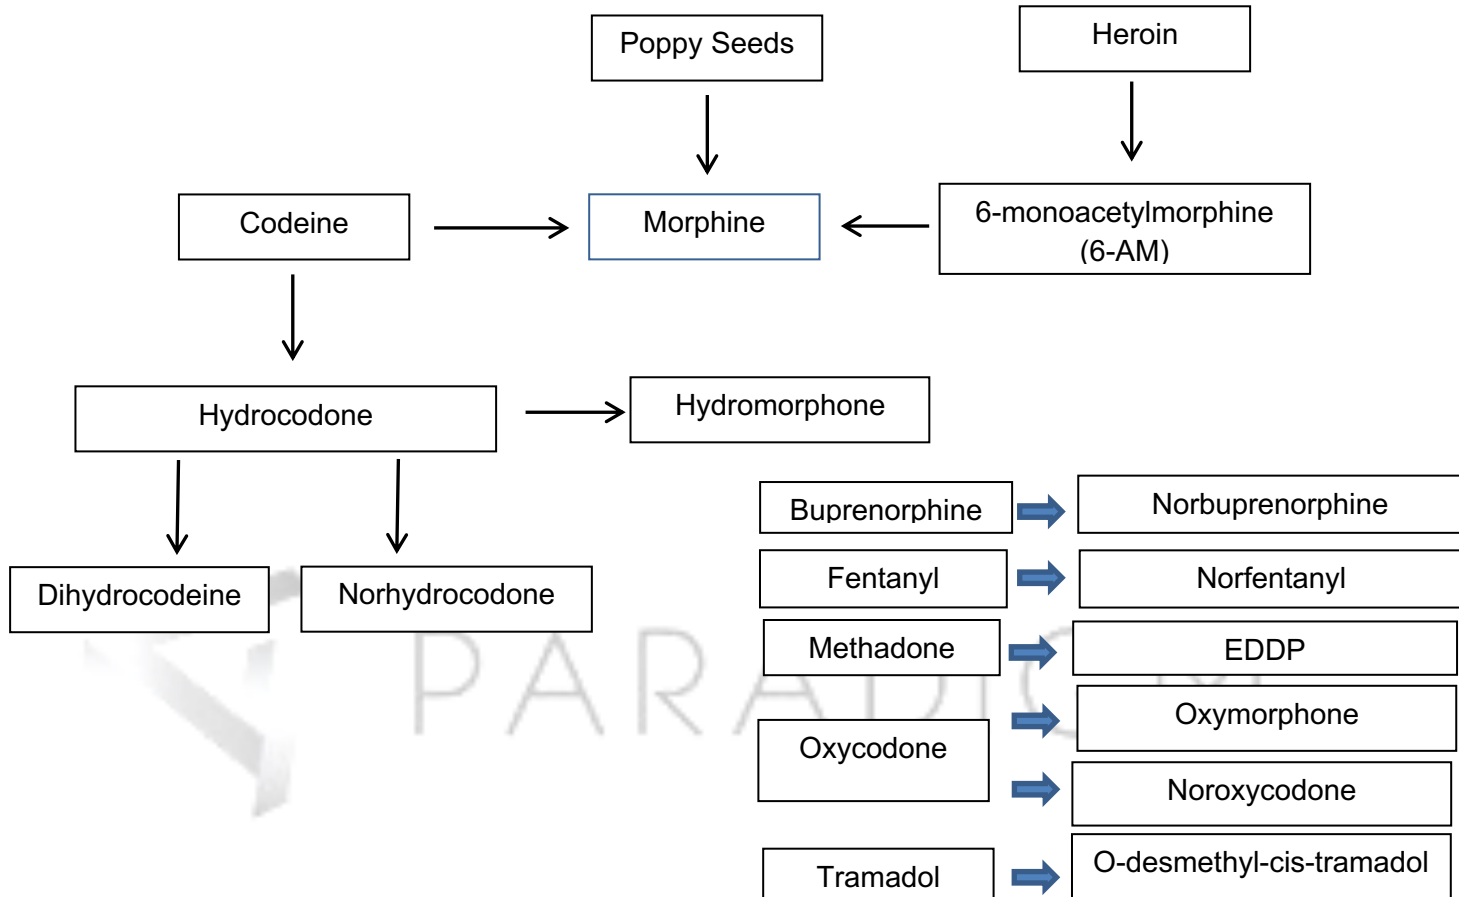 Poppy Seeds
Heroin
Codeine
Morphine
6-monoacetylmorphine
(6-AM)
Hydrocodone
Hydromorphone
Dihydrocodeine
Norhydrocodone
Buprenorphine
Norbuprenorphine
Fentanyl
Norfentanyl
Methadone
EDDP
Oxycodone
Oxymorphone
Noroxycodone
Tramadol
O-desmethyl-cis-tramadol
PARADIGM